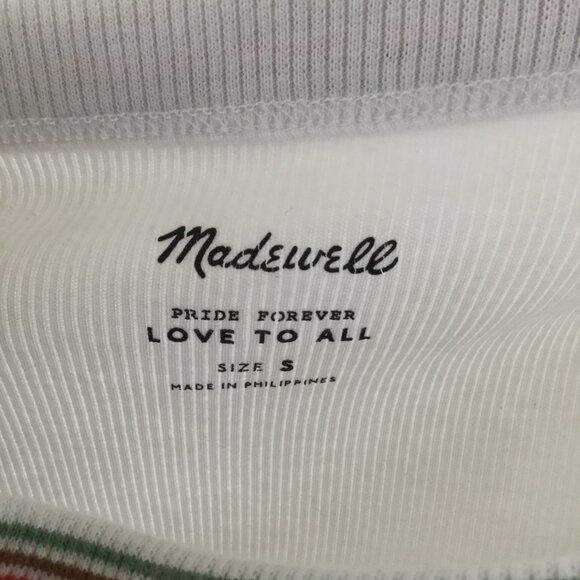 Madewell
PRIDE FOREVER
LOVE TO ALL
SIZE S
MADE IN PHILIPPINES